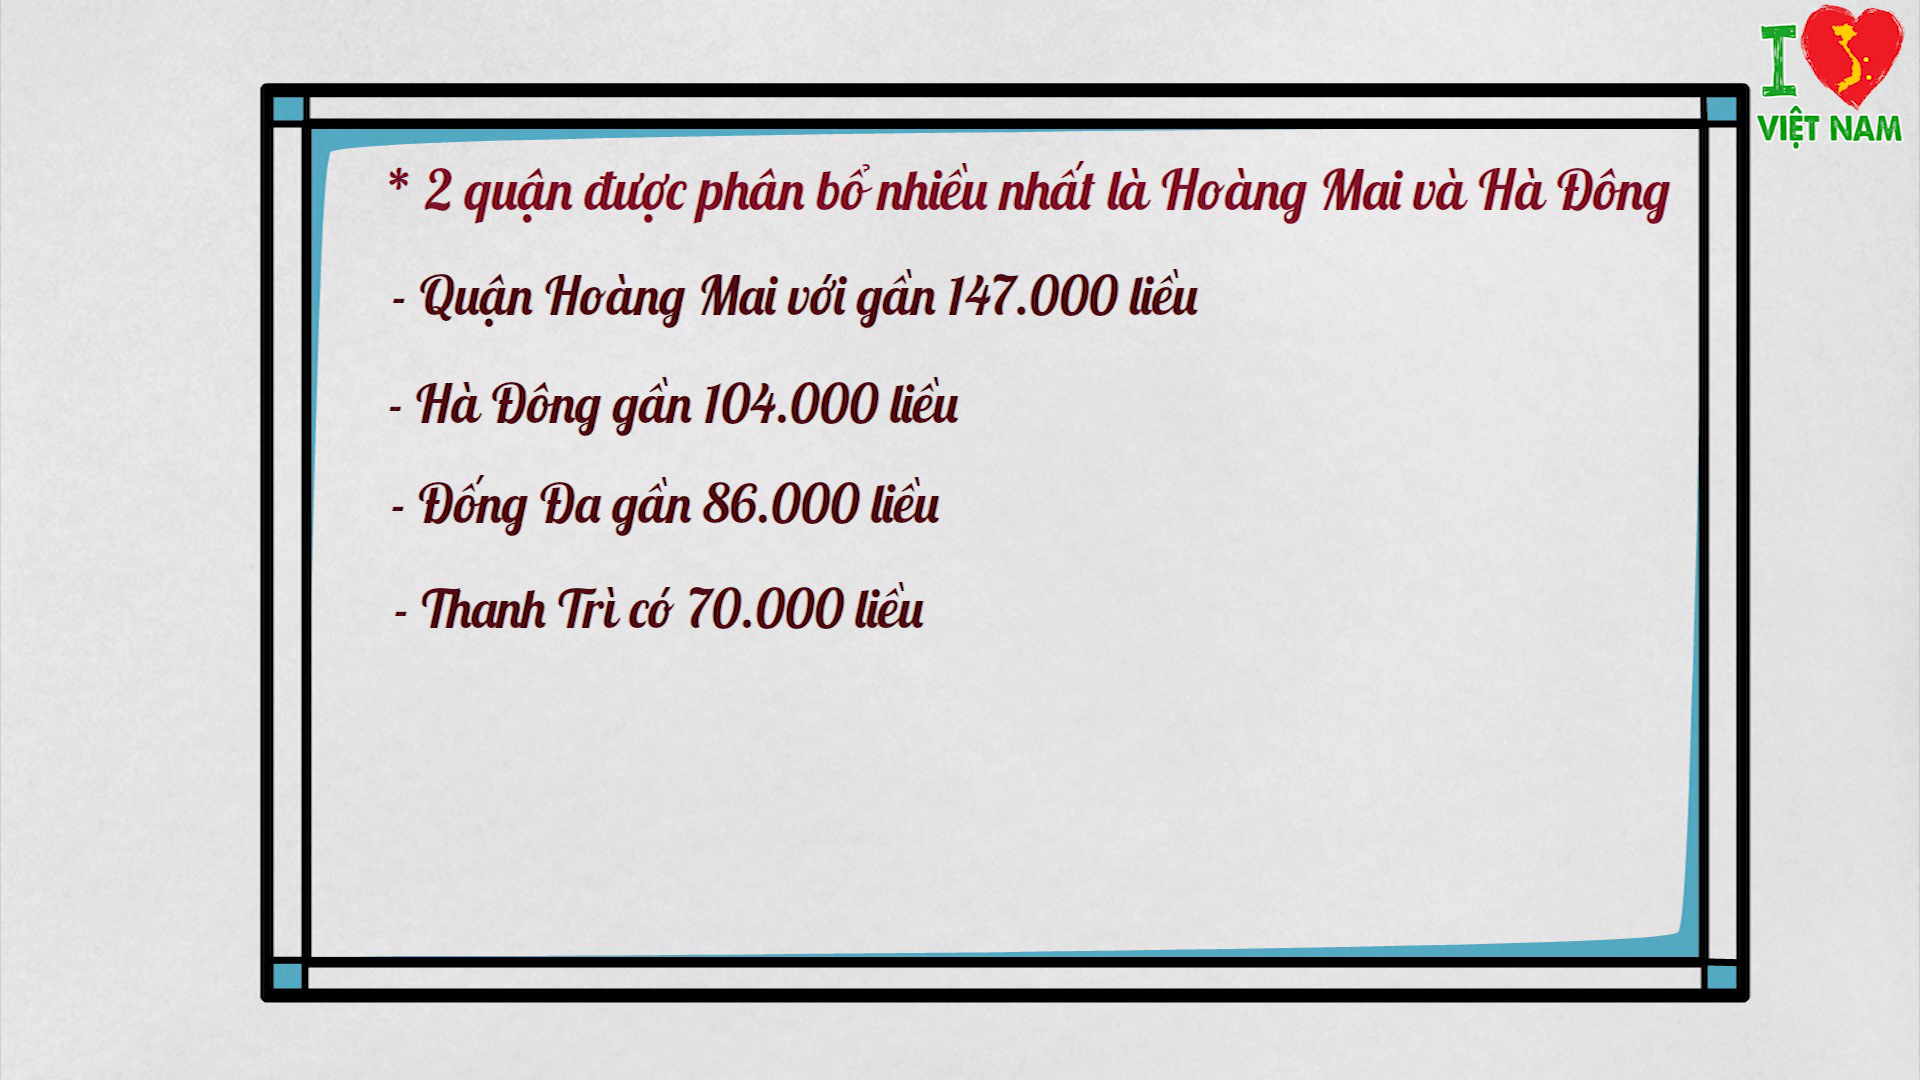 I
VIỆT NAM
* 2 quận được phân bổ nhiều nhất là Hoàng Mai và Hà Đông
- Quận Hoàng Mai với gần 147.000 liều
- Hà Đông gần 104.000 liều
- Đống Đa gần 86.000 liều
- Thanh Trì có 70.000 liều